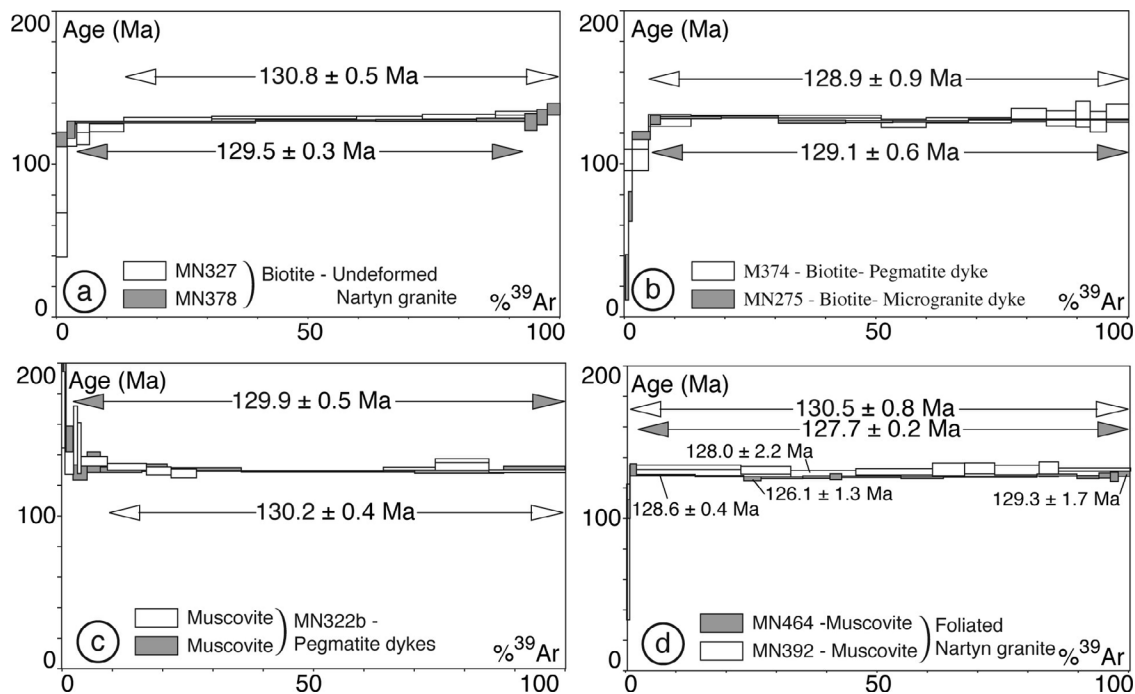 200
Age (Ma)
130.8 ± 0.5 Ma
100
129.5 ± 0.3 Ma
a
MN327
MN378
Biotite - Undeformed
Nartyn granite
0
%39Ar
0
50
100
200
Age (Ma)
128.9 ± 0.9 Ma
100
129.1 ± 0.6 Ma
b
M374 - Biotite- Pegmatite dyke
MN275 - Biotite- Microgranite dyke
0
%39Ar
0
50
100
200
Age (Ma)
129.9 ± 0.5 Ma
100
130.2 ± 0.4 Ma
c
Muscovite
Muscovite
MN322b -
Pegmatite dykes
0
%39Ar
0
50
100
200
Age (Ma)
130.5 ± 0.8 Ma
127.7 ± 0.2 Ma
128.0 ± 2.2 Ma
126.1 ± 1.3 Ma
128.6 ± 0.4 Ma
129.3 ± 1.7 Ma
100
d
MN464 -Muscovite
MN392 - Muscovite
Foliated
Nartyn granite
0
%39Ar
0
50
100